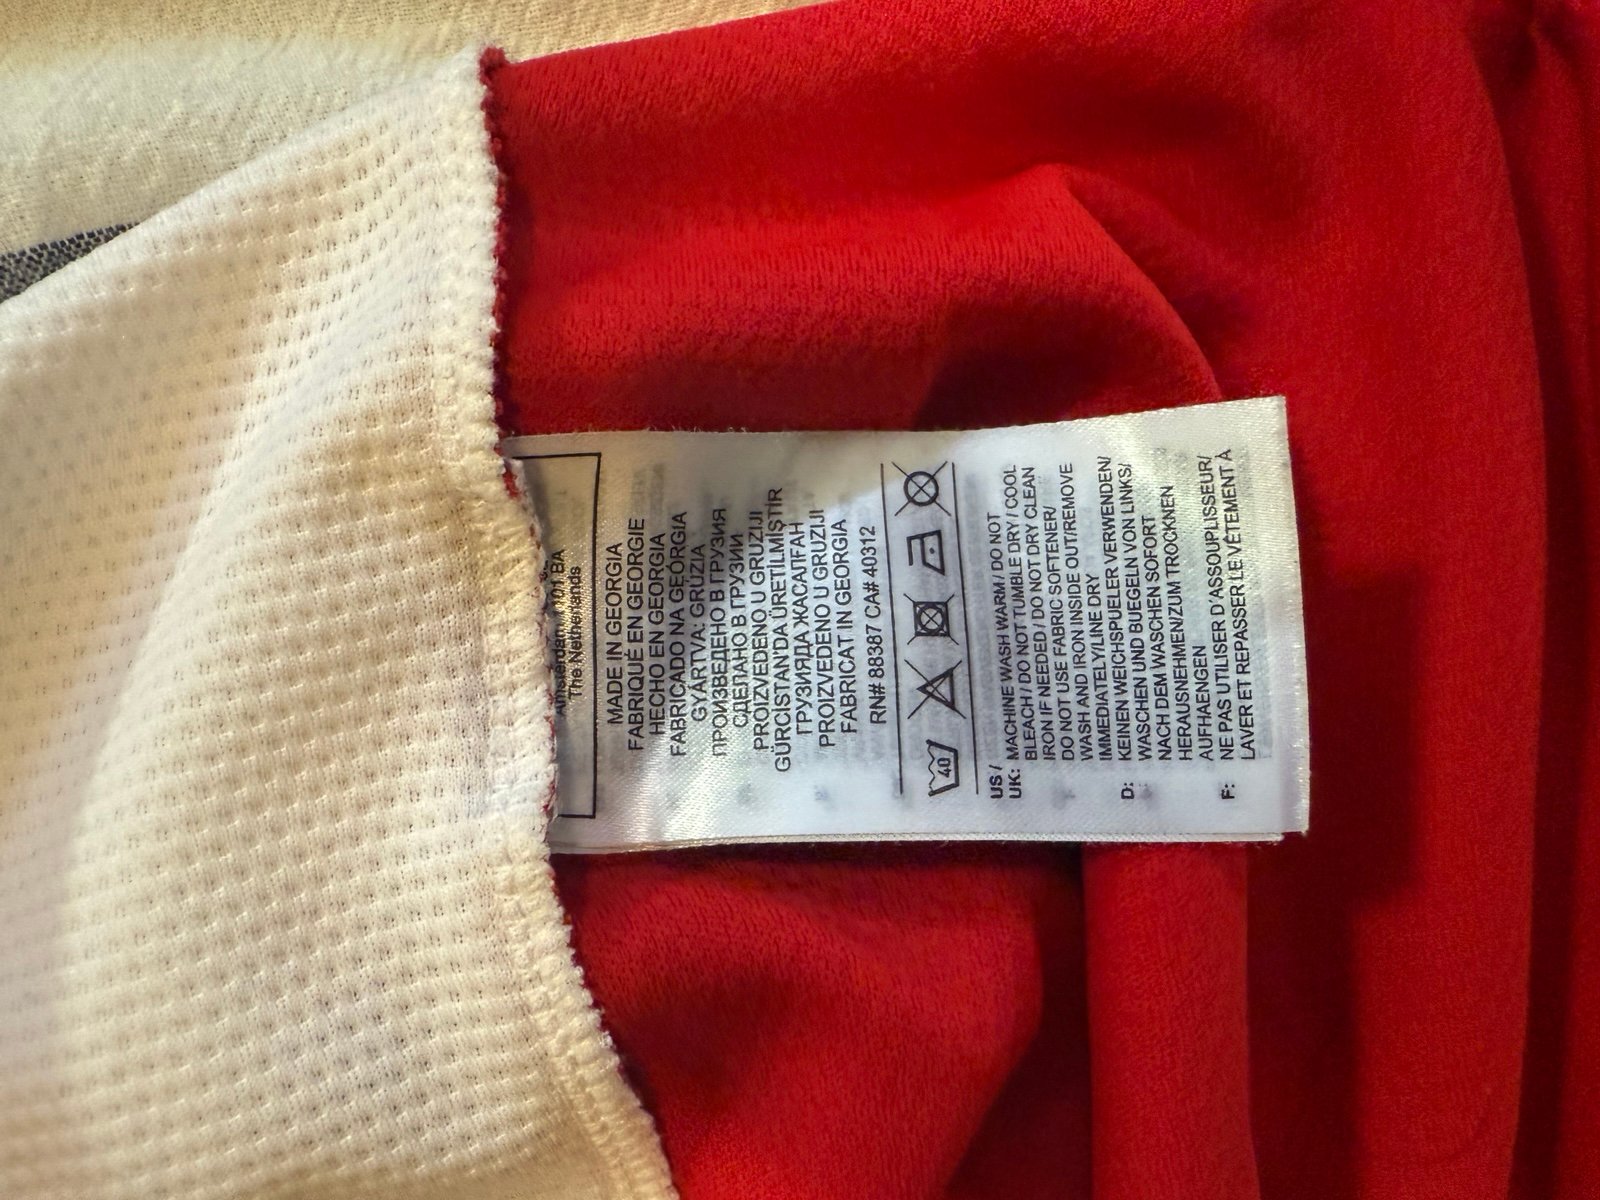 Amsterdam 1101 BA
The Netherlands
MADE IN GEORGIA
FABRIQUÉ EN GEORGIE
HECHO EN GEORGIA
FABRICADO NA GEÓRGIA
GYÁRTVA: GRÚZIA
ПРОИЗВЕДЕНО В ГРУЗИЯ
СДЕЛАНО В ГРУЗИИ
PROIZVEDENO U GRUZIJI
GÜRCİSTAN'DA ÜRETİLMİŞTİR
ГРУЗИЯДА ЖАСАЛҒАН
PROIZVEDENO U GRUZIJI
FABRICAT IN GEORGIA
RN# 88387 CA# 40312
40
US /
UK: MACHINE WASH WARM / DO NOT
BLEACH / DO NOT TUMBLE DRY / COOL
IRON IF NEEDED / DO NOT DRY CLEAN
DO NOT USE FABRIC SOFTENER/
WASH AND IRON INSIDE OUT/REMOVE
IMMEDIATELY/LINE DRY
D: KEINEN WEICHSPUELER VERWENDEN/
WASCHEN UND BUEGELN VON LINKS/
NACH DEM WASCHEN SOFORT
HERAUSNEHMEN/ZUM TROCKNEN
AUFHAENGEN
F: NE PAS UTILISER D'ASSOUPLISSEUR/
LAVER ET REPASSER LE VÊTEMENT À